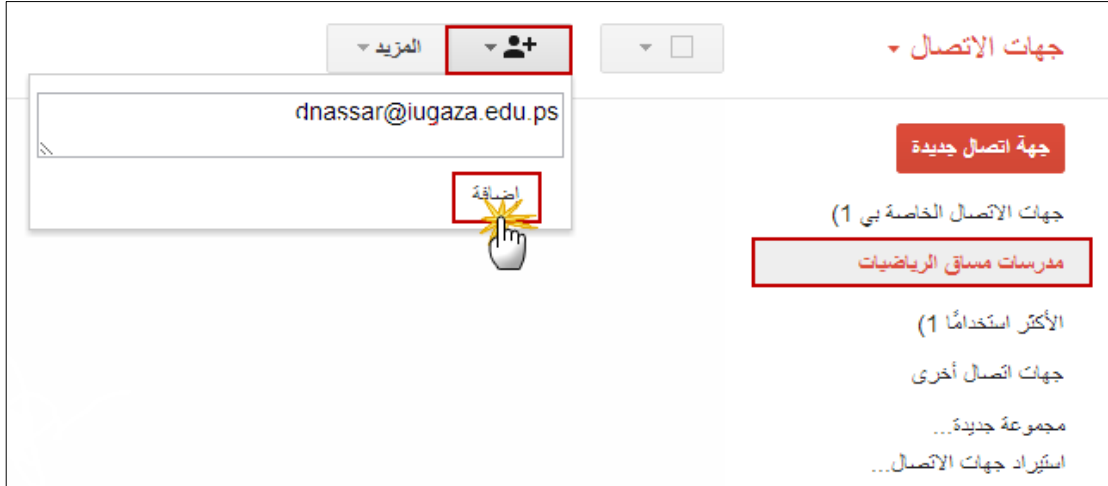 جهات الاتصال
المزيد
dnassar@iugaza.edu.ps
اضافة
جهة اتصال جديدة
جهات الاتصال الخاصة بي 1)
مدرسات مساق الرياضيات
الأكثر استخدامًا 1)
جهات اتصال أخرى
مجموعة جديدة...
استيراد جهات الاتصال...